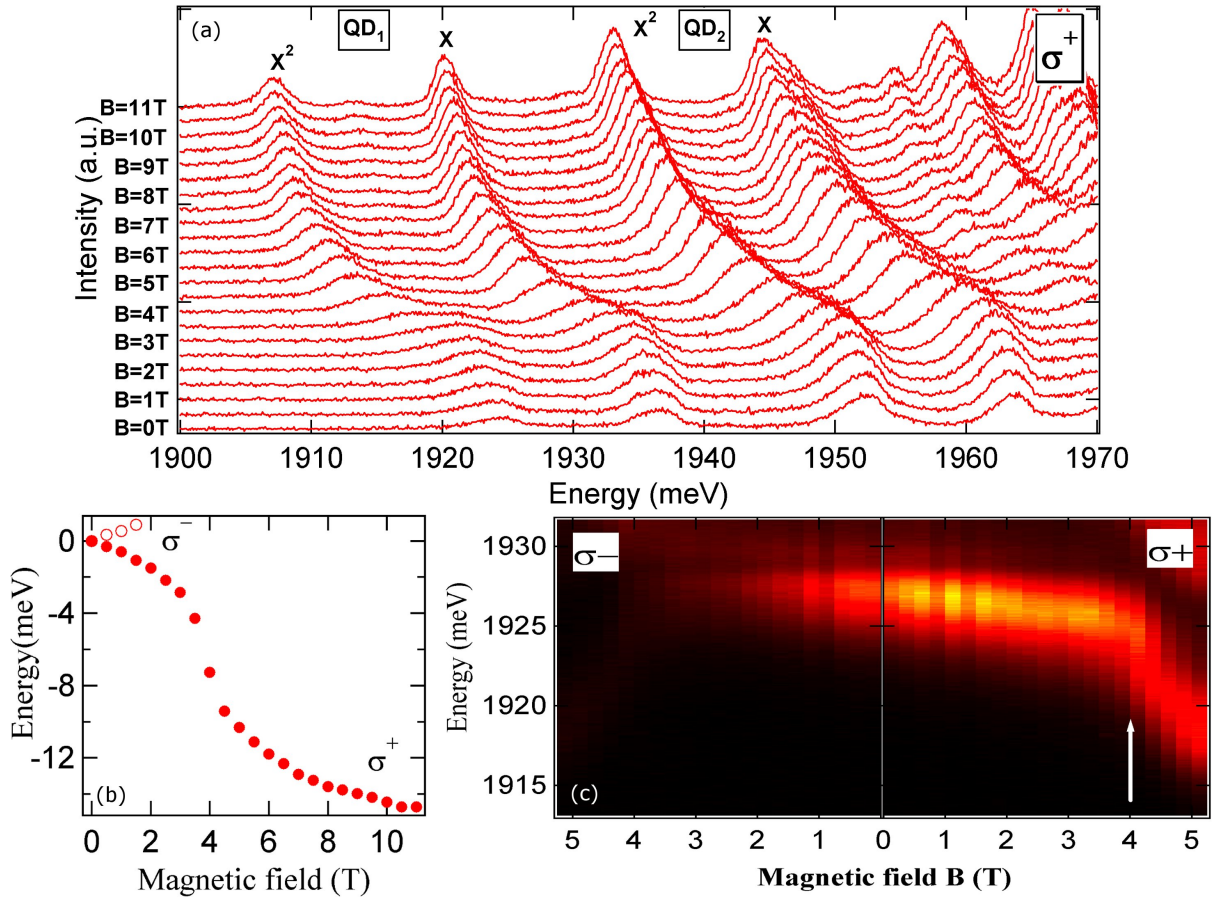 (a)
QD1
QD2
X2
X
X2
X
σ+
B=11T
B=10T
B=9T
B=8T
B=7T
B=6T
B=5T
B=4T
B=3T
B=2T
B=1T
B=0T
Intensity (a.u.)
1900 1910 1920 1930 1940 1950 1960 1970
Energy (meV)
0
-4
-8
-12
Energy(meV)
σ−
σ+
(b)
0 2 4 6 8 10
Magnetic field (T)
1930
1925
1920
1915
Energy (meV)
σ−
σ+
(c)
5 4 3 2 1 0 1 2 3 4 5
Magnetic field B (T)